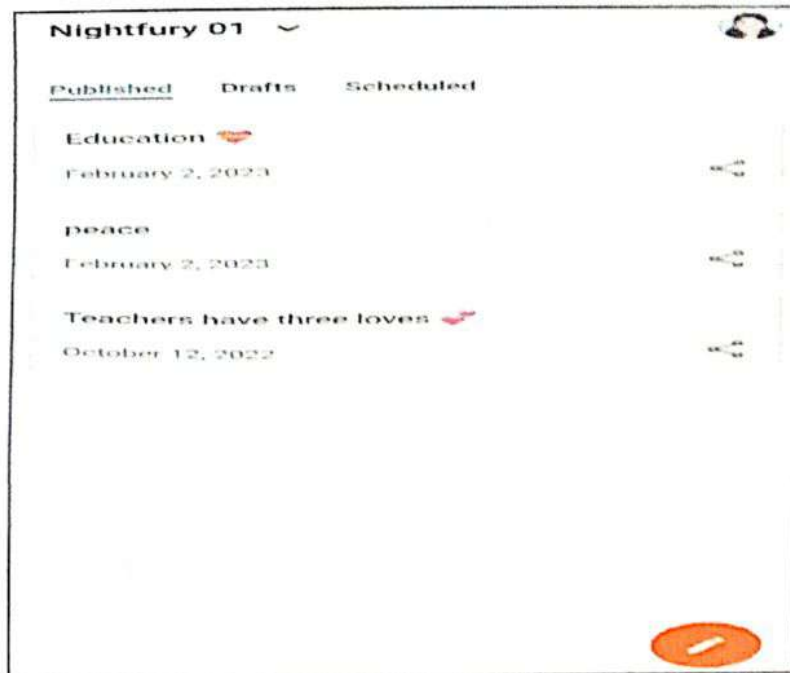 Nightfury 01
Published Drafts Scheduled
Education
February 2, 2023
peace
February 2, 2023
Teachers have three loves
October 12, 2022